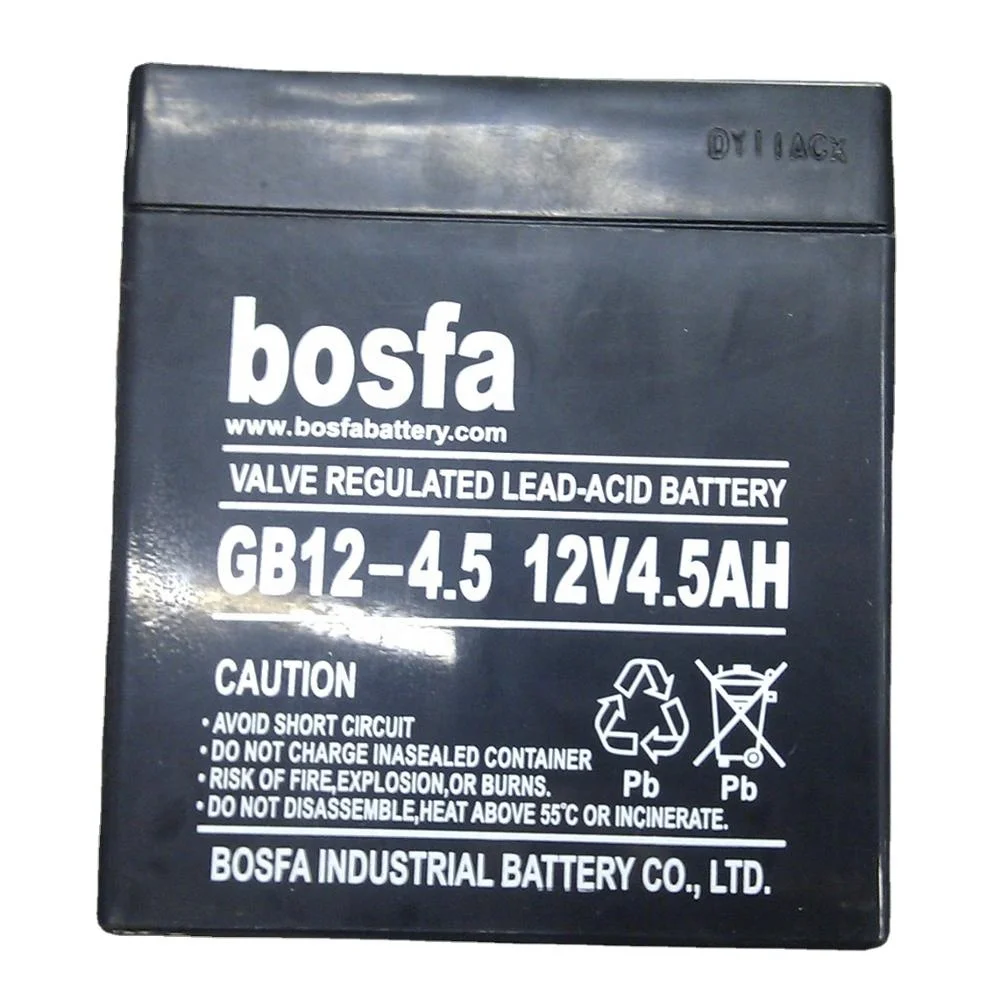 DY11ACX
bosfa
www.bosfabattery.com
VALVE REGULATED LEAD-ACID BATTERY
GB12-4.5 12V4.5AH
CAUTION
• AVOID SHORT CIRCUIT
• DO NOT CHARGE INASEALED CONTAINER
• RISK OF FIRE,EXPLOSION,OR BURNS.
• DO NOT DISASSEMBLE,HEAT ABOVE 55℃ OR INCINERATE.
Pb
Pb
BOSFA INDUSTRIAL BATTERY CO., LTD.